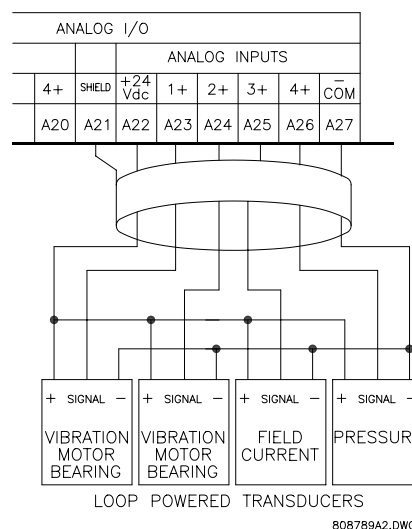 ANALOG I/O
ANALOG INPUTS
4+ SHIELD +24 Vdc 1+ 2+ 3+ 4+ − COM
A20 A21 A22 A23 A24 A25 A26 A27
+ SIGNAL − + SIGNAL − + SIGNAL − + SIGNAL −
VIBRATION MOTOR BEARING
VIBRATION MOTOR BEARING
FIELD CURRENT
PRESSUR
LOOP POWERED TRANSDUCERS
808789A2.DWG